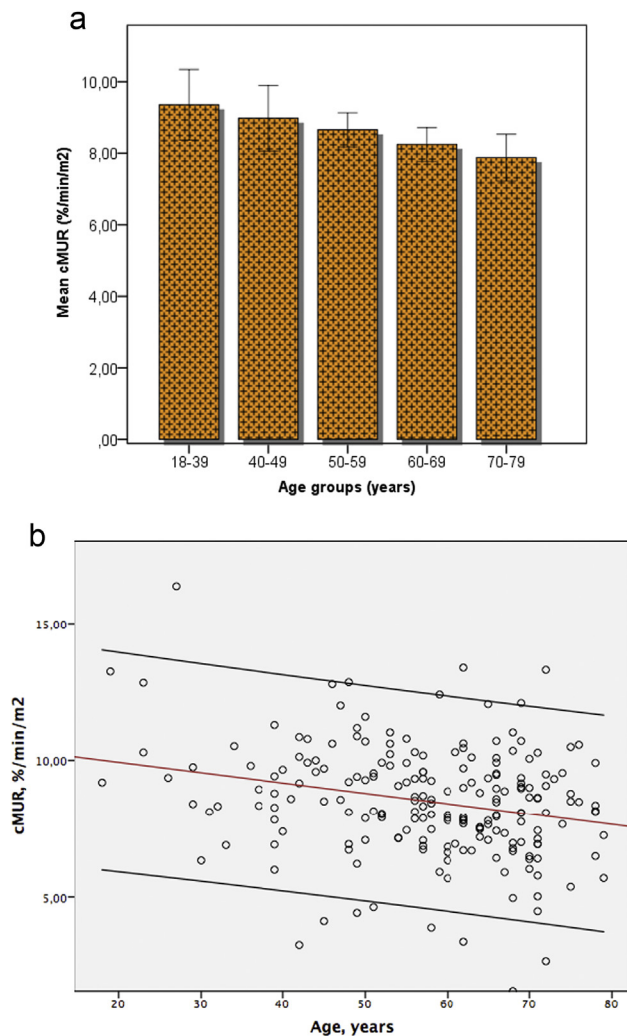 a
Mean cMUR (%/min/m2)
10,00
8,00
6,00
4,00
2,00
,00
18-39 40-49 50-59 60-69 70-79
Age groups (years)
b
cMUR, %/min/m2
15,00
10,00
5,00
20 30 40 50 60 70 80
Age, years